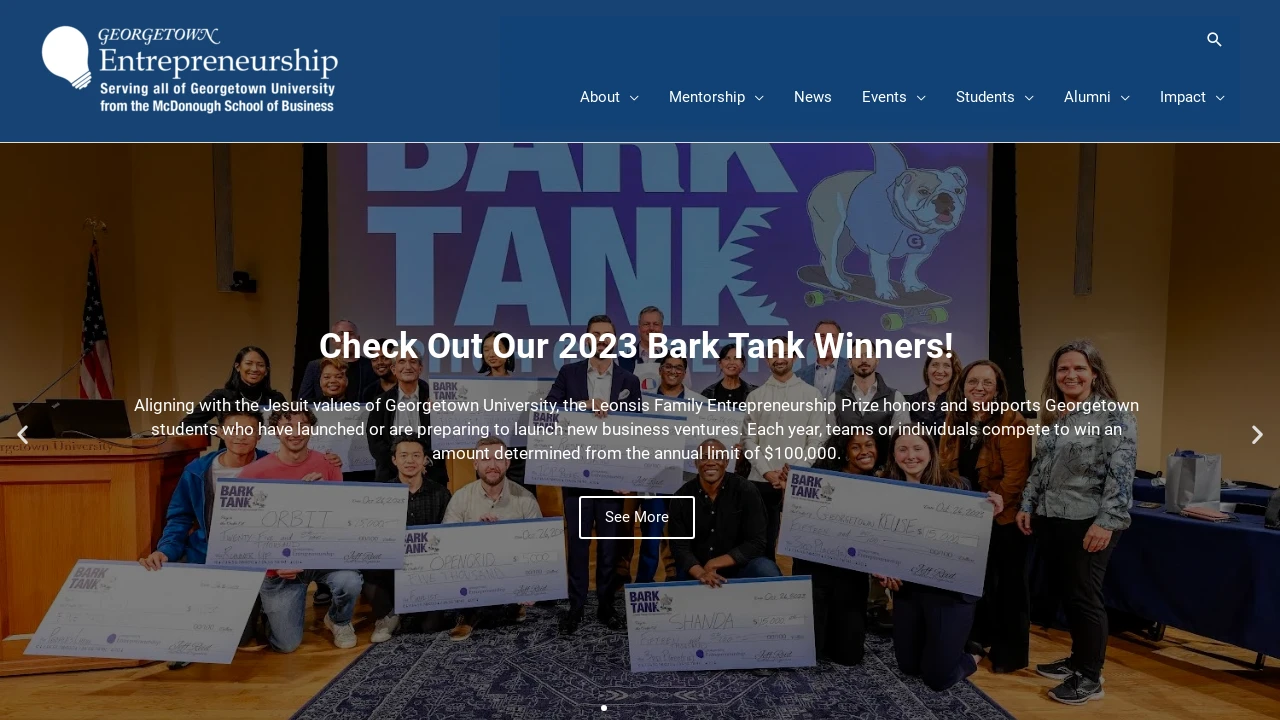 GEORGETOWN
Entrepreneurship
Serving all of Georgetown University
from the McDonough School of Business
About
Mentorship
News
Events
Students
Alumni
Impact
BARK
TANK
Check Out Our 2023 Bark Tank Winners!
Aligning with the Jesuit values of Georgetown University, the Leonsis Family Entrepreneurship Prize honors and supports Georgetown
students who have launched or are preparing to launch new business ventures. Each year, teams or individuals compete to win an
amount determined from the annual limit of $100,000.
See More
BARK
TANK
ORBIT
BARK
TANK
BARK
TANK
BARK
TANK
SHANDA
BARK
TANK